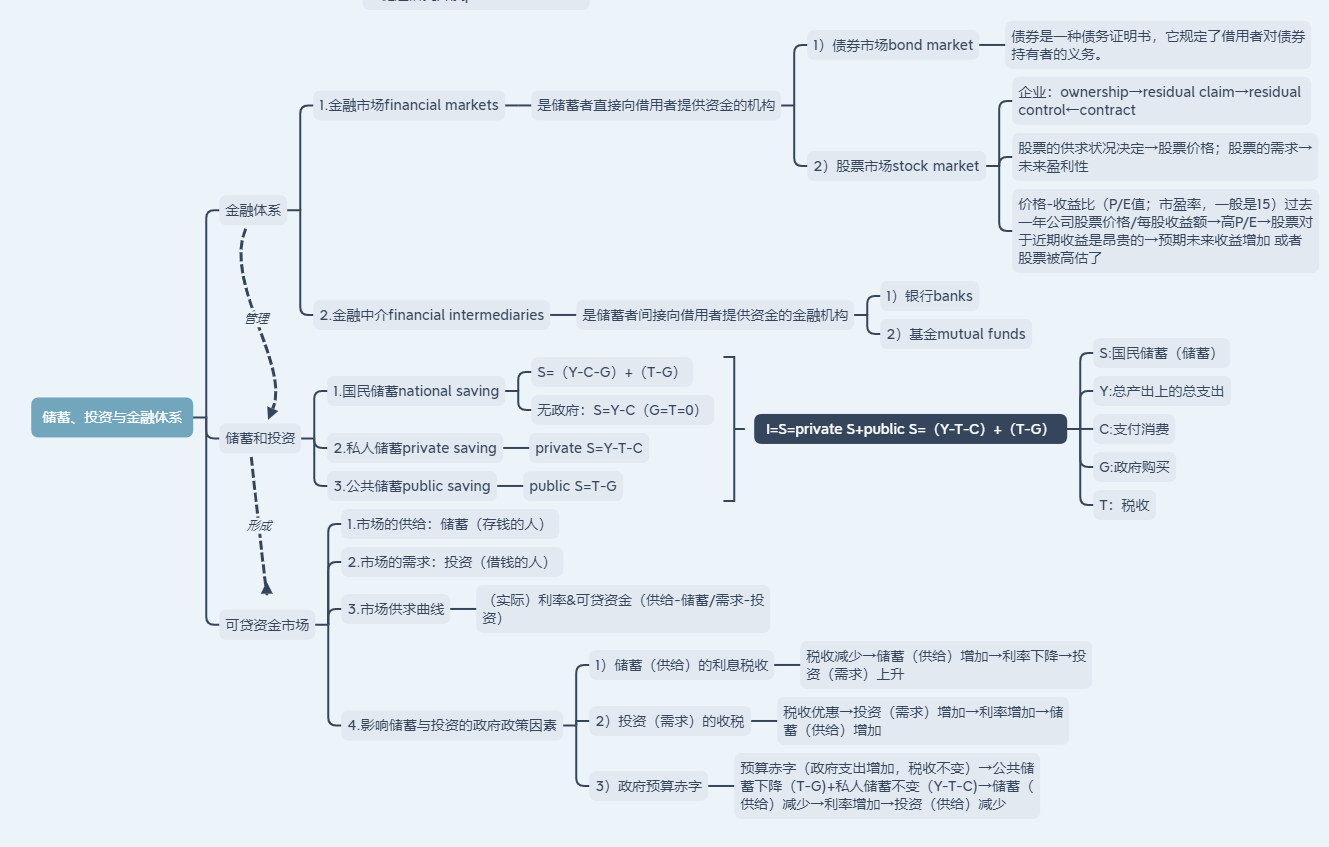 储蓄、投资与金融体系
金融体系
1.金融市场financial markets
是储蓄者直接向借用者提供资金的机构
1）债券市场bond market
债券是一种债务证明书，它规定了借用者对债券
持有者的义务。
2）股票市场stock market
企业：ownership→residual claim→residual
control←contract
股票的供求状况决定→股票价格；股票的需求→
未来盈利性
价格-收益比（P/E值；市盈率，一般是15）过去
一年公司股票价格/每股收益额→高P/E→股票对
于近期收益是昂贵的→预期未来收益增加 或者
股票被高估了
2.金融中介financial intermediaries
是储蓄者间接向借用者提供资金的金融机构
1）银行banks
2）基金mutual funds
管理
储蓄和投资
1.国民储蓄national saving
S=（Y-C-G）+（T-G）
无政府：S=Y-C（G=T=0）
2.私人储蓄private saving
private S=Y-T-C
3.公共储蓄public saving
public S=T-G
I=S=private S+public S=（Y-T-C）+（T-G）
S:国民储蓄（储蓄）
Y:总产出上的总支出
C:支付消费
G:政府购买
T：税收
形成
可贷资金市场
1.市场的供给：储蓄（存钱的人）
2.市场的需求：投资（借钱的人）
3.市场供求曲线
（实际）利率&可贷资金（供给-储蓄/需求-投
资）
4.影响储蓄与投资的政府政策因素
1）储蓄（供给）的利息税收
税收减少→储蓄（供给）增加→利率下降→投
资（需求）上升
2）投资（需求）的收税
税收优惠→投资（需求）增加→利率增加→储
蓄（供给）增加
3）政府预算赤字
预算赤字（政府支出增加，税收不变）→公共储
蓄下降（T-G)+私人储蓄不变（Y-T-C)→储蓄（
供给）减少→利率增加→投资（供给）减少